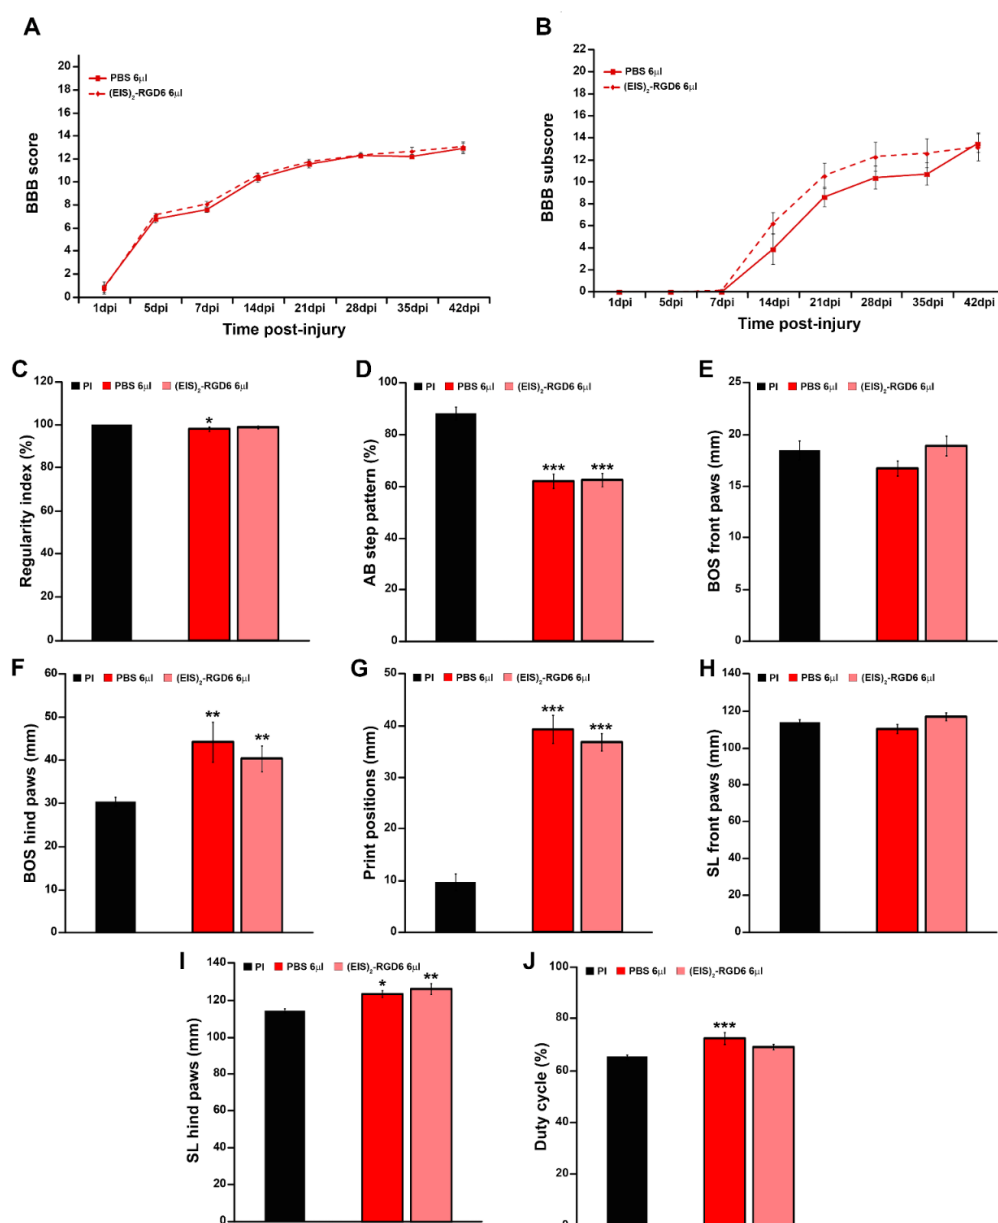 A
BBB score
20
18
16
14
12
10
8
6
4
2
0
PBS 6µl
(EIS)₂-RGD6 6µl
1dpi 5dpi 7dpi 14dpi 21dpi 28dpi 35dpi 42dpi
Time post-injury
B
BBB subscore
22
20
18
16
14
12
10
8
6
4
2
0
PBS 6µl
(EIS)₂-RGD6 6µl
1dpi 5dpi 7dpi 14dpi 21dpi 28dpi 35dpi 42dpi
Time post-injury
C
Regularity index (%)
PI PBS 6µl (EIS)₂-RGD6 6µl
120
100
80
60
40
20
0
*
D
AB step pattern (%)
PI PBS 6µl (EIS)₂-RGD6 6µl
100
80
60
40
20
0
*** ***
E
BOS front paws (mm)
PI PBS 6µl (EIS)₂-RGD6 6µl
25
20
15
10
5
0
F
BOS hind paws (mm)
PI PBS 6µl (EIS)₂-RGD6 6µl
60
50
40
30
20
10
0
** **
G
Print positions (mm)
PI PBS 6µl (EIS)₂-RGD6 6µl
50
40
30
20
10
0
*** ***
H
SL front paws (mm)
PI PBS 6µl (EIS)₂-RGD6 6µl
140
120
100
80
60
40
20
0
I
SL hind paws (mm)
PI PBS 6µl (EIS)₂-RGD6 6µl
140
120
100
80
60
40
20
0
* **
J
Duty cycle (%)
PI PBS 6µl (EIS)₂-RGD6 6µl
100
80
60
40
20
0
***